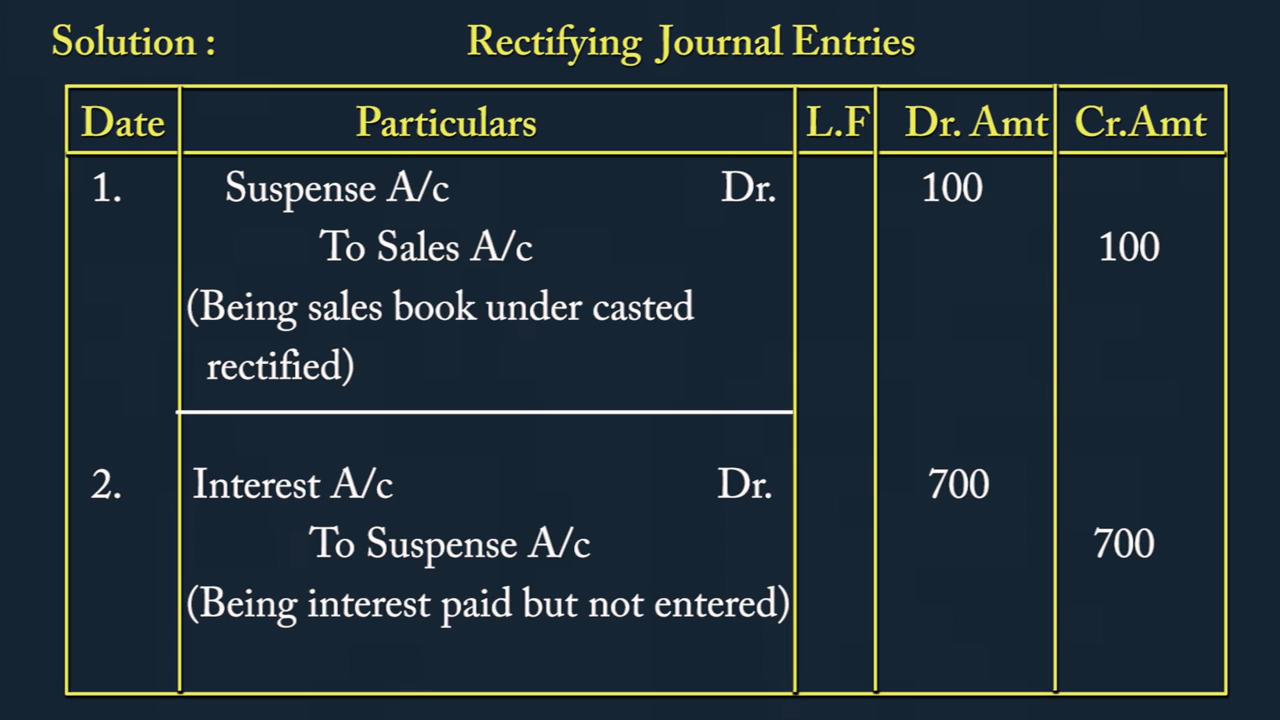 Solution : Rectifying Journal Entries
Date Particulars L.F Dr. Amt Cr.Amt
1. Suspense A/c Dr. 100
To Sales A/c 100
(Being sales book under casted
rectified)
2. Interest A/c Dr. 700
To Suspense A/c 700
(Being interest paid but not entered)